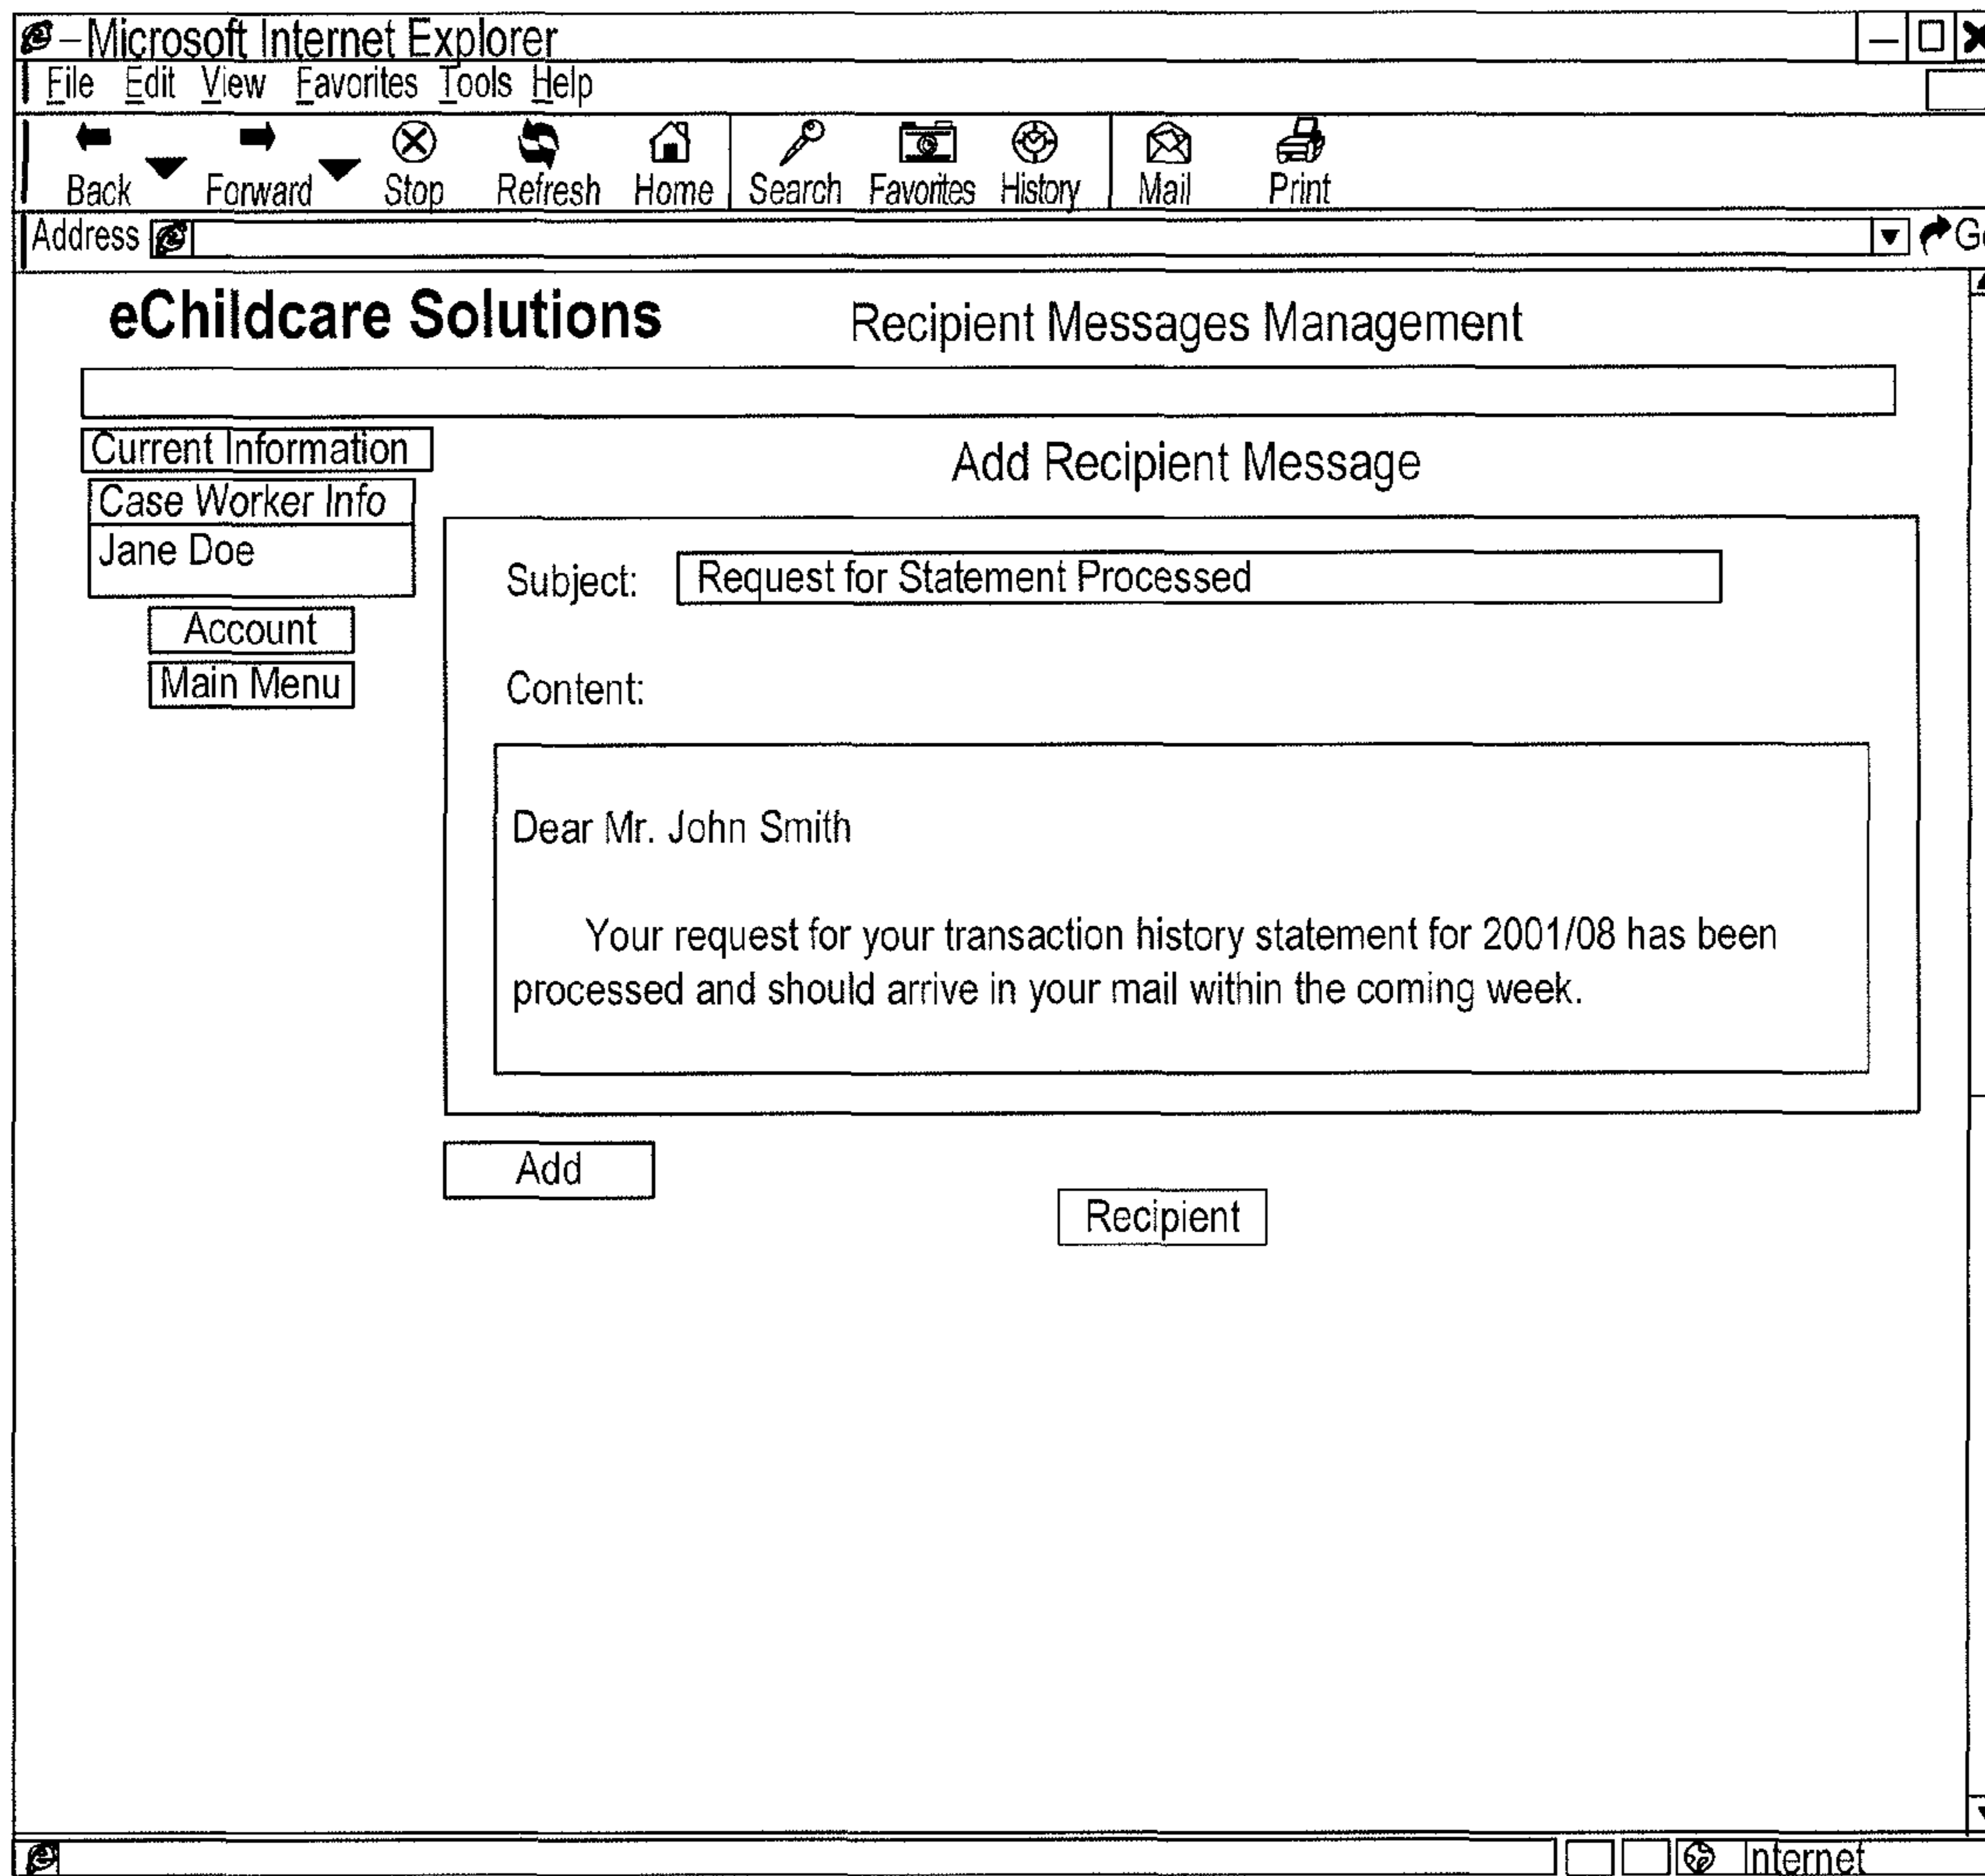 –Microsoft Internet Explorer
File Edit View Favorites Tools Help
Back Forward Stop Refresh Home Search Favorites History Mail Print
Address Go
eChildcare Solutions Recipient Messages Management
Current Information
Add Recipient Message
Case Worker Info
Jane Doe
Subject: Request for Statement Processed
Account
Main Menu
Content:
Dear Mr. John Smith
Your request for your transaction history statement for 2001/08 has been
processed and should arrive in your mail within the coming week.
Add
Recipient
Internet